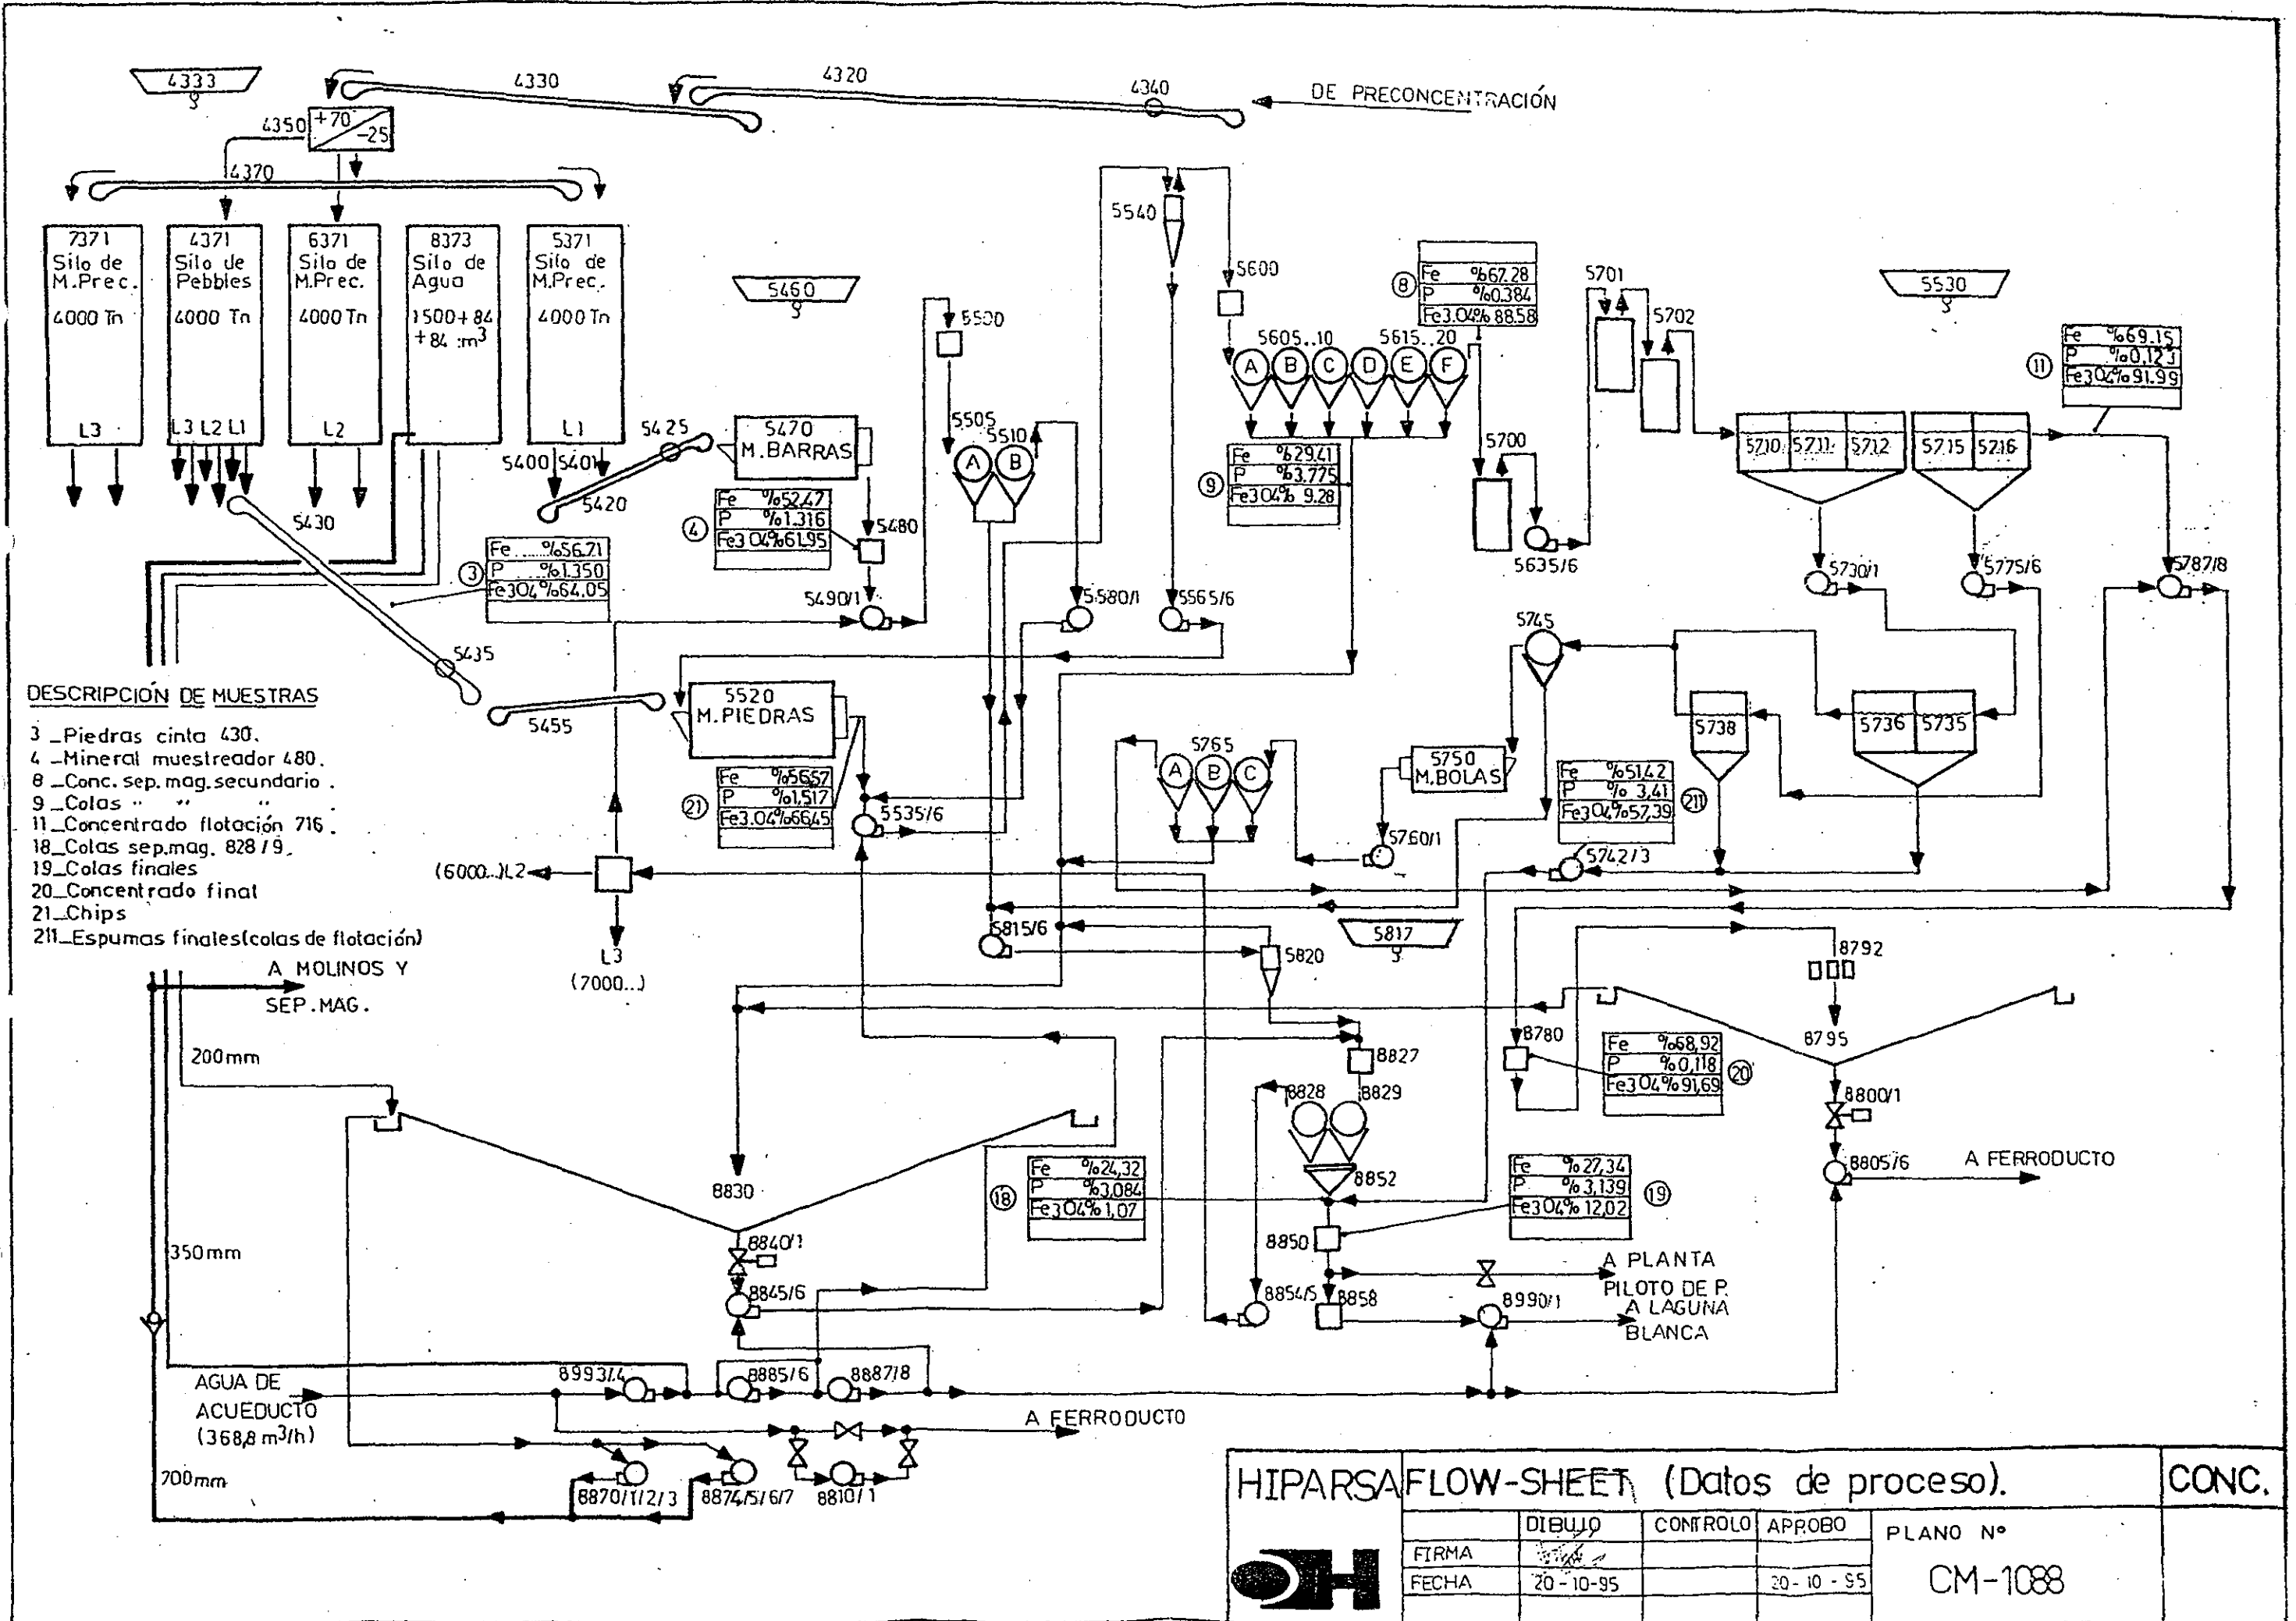 4333
4330
4320
4340
DE PRECONCENTRACIÓN
4350
+70
-25
4370
7371
Silo de
M.Prec.
4000 Tn
L3
4371
Silo de
Pebbles
4000 Tn
L3 L2 L1
6371
Silo de
M.Prec.
4000 Tn
L2
8373
Silo de
Agua
1500+84
+84 :m³
5371
Silo de
M.Prec.
4000 Tn
L1
5400
5401
5420
5425
5430
5435
5455
5460
5470
M.BARRAS
5480
5490/1
5500
5505
5510
A
B
5540
5600
5605..10
5615..20
A
B
C
D
E
F
8
Fe %67.28
P %0.384
Fe3.04% 88.58
9
Fe %29.41
P %3.775
Fe3.04% 9.28
5700
5635/6
5701
5702
5530
11
Fe %69.15
P %0,123
Fe3O4%91.99
5710
5711
5712
5715
5716
5730/1
5775/6
5787/8
4
Fe %52,47
P %1.316
Fe3 O4%61.95
3
Fe......%56.71
P ...%1.350
Fe3O4%64.05
5580/1
5565/6
5520
M.PIEDRAS
21
Fe %56.57
P %1,517
Fe3.04%66,45
5535/6
5745
5738
5736
5735
5750
M.BOLAS
5765
A
B
C
5760/1
211
Fe %51,42
P % 3,41
Fe3O4%57,39
5742/3
DESCRIPCIÓN DE MUESTRAS
3 _Piedras cinta 430.
4 _Mineral muestreador 480.
8 _Conc. sep. mag. secundario .
9 _Colas " " " .
11_Concentrado flotación 716 .
18_Colas sep.mag. 828 / 9.
19_Colas finales
20_Concentrado final
21_Chips
211_Espumas finales(colas de flotación)
(6000...)L2
L3
(7000...)
A MOLINOS Y
SEP.MAG.
5815/6
5820
5817
8792
8795
8780
20
Fe %68,92
P %0,118
Fe3O4%91,69
8800/1
8805/6
A FERRODUCTO
8827
8828
8829
8852
18
Fe %24,32
P %3,084
Fe3O4%1,07
19
Fe %27,34
P %3,139
Fe3O4% 12,02
8850
8854/5
8858
8990/1
A PLANTA
PILOTO DE P.
A LAGUNA
BLANCA
200mm
350mm
700mm
8830
8840/1
8845/6
AGUA DE
ACUEDUCTO
(368,8 m³/h)
8993/4
8885/6
8887/8
A FERRODUCTO
8870/1/2/3
8874/5/6/7
8810/1
HIPARSA
FLOW-SHEET (Datos de proceso).
CONC.
DIBUJO
CONTROLO
APROBO
PLANO Nº
FIRMA
FECHA
20-10-95
20-10-95
CM-1088